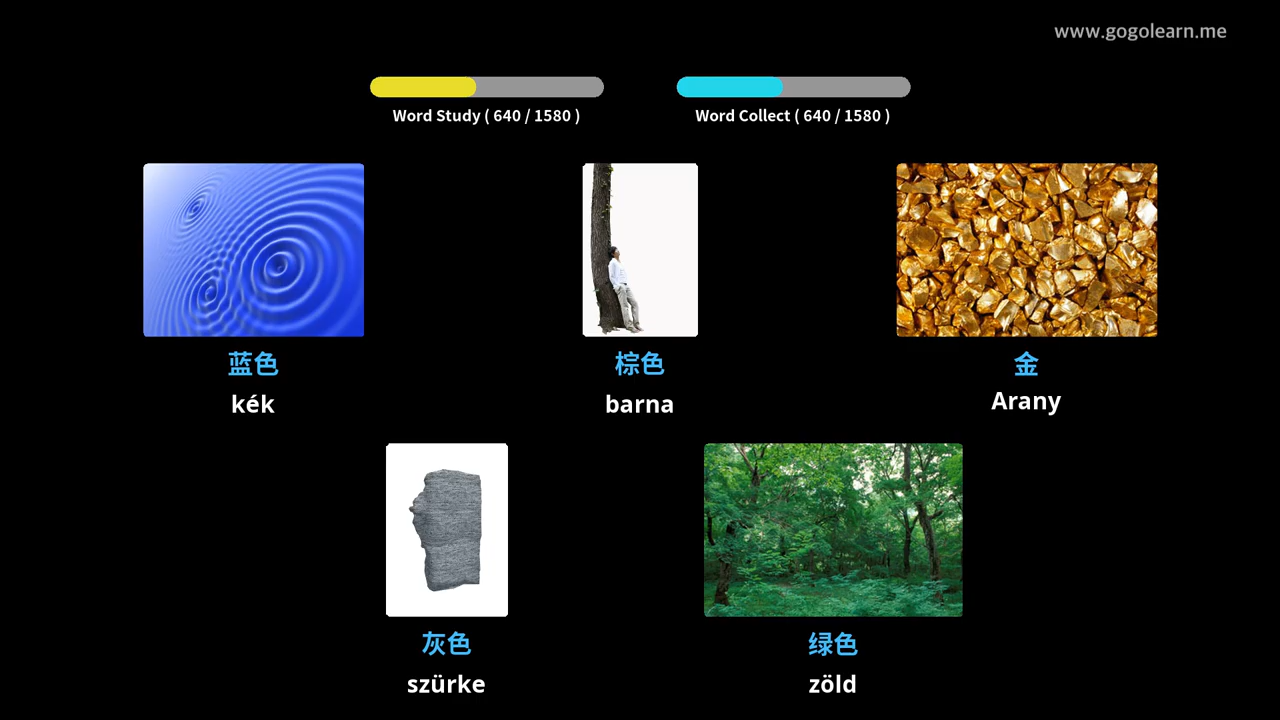 www.gogolearn.me
Word Study ( 640 / 1580 )
Word Collect ( 640 / 1580 )
蓝色
kék
棕色
barna
金
Arany
灰色
szürke
绿色
zöld